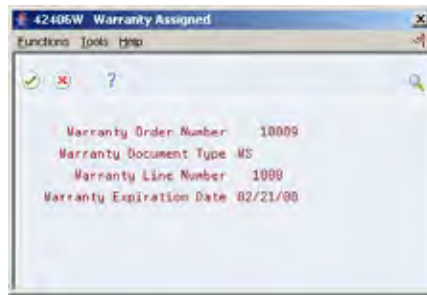 42406W Warranty Assigned
Functions Tools Help
?
Warranty Order Number 10009
Warranty Document Type WS
Warranty Line Number 1000
Warranty Expiration Date 02/21/00